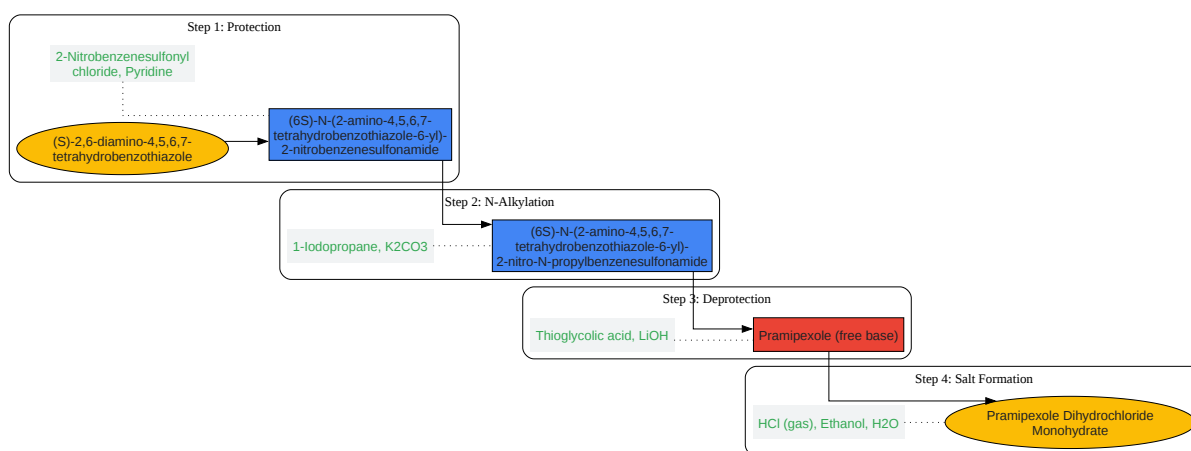 Step 1: Protection
2-Nitrobenzenesulfonyl
chloride, Pyridine
(S)-2,6-diamino-4,5,6,7-
tetrahydrobenzothiazole
(6S)-N-(2-amino-4,5,6,7-
tetrahydrobenzothiazole-6-yl)-
2-nitrobenzenesulfonamide
Step 2: N-Alkylation
1-Iodopropane, K2CO3
(6S)-N-(2-amino-4,5,6,7-
tetrahydrobenzothiazole-6-yl)-
2-nitro-N-propylbenzenesulfonamide
Step 3: Deprotection
Thioglycolic acid, LiOH
Pramipexole (free base)
Step 4: Salt Formation
HCl (gas), Ethanol, H2O
Pramipexole Dihydrochloride
Monohydrate